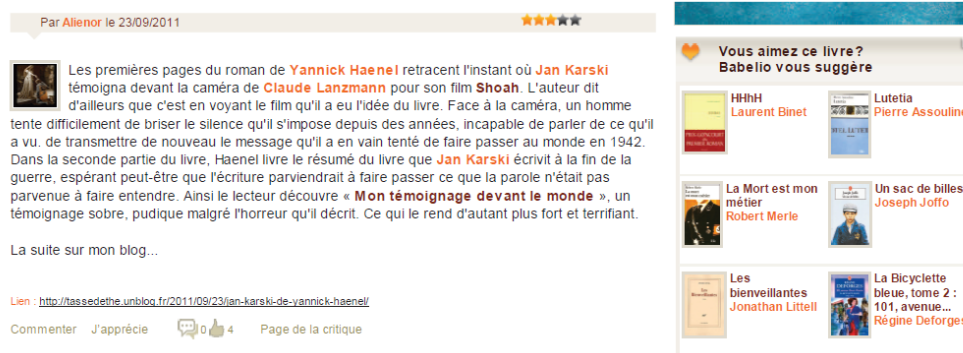 Par Alienor le 23/09/2011
Les premières pages du roman de Yannick Haenel retracent l'instant où Jan Karski
témoigna devant la caméra de Claude Lanzmann pour son film Shoah. L'auteur dit
d'ailleurs que c'est en voyant le film qu'il a eu l'idée du livre. Face à la caméra, un homme
tente difficilement de briser le silence qu'il s'impose depuis des années, incapable de parler de ce qu'il
a vu. de transmettre de nouveau le message qu'il a en vain tenté de faire passer au monde en 1942.
Dans la seconde partie du livre, Haenel livre le résumé du livre que Jan Karski écrivit à la fin de la
guerre, espérant peut-être que l'écriture parviendrait à faire passer ce que la parole n'était pas
parvenue à faire entendre. Ainsi le lecteur découvre « Mon témoignage devant le monde », un
témoignage sobre, pudique malgré l'horreur qu'il décrit. Ce qui le rend d'autant plus fort et terrifiant.
La suite sur mon blog...
Lien : http://tassedethe.unblog.fr/2011/09/23/jan-karski-de-yannick-haenel/
Commenter J'apprécie 0 4 Page de la critique
Vous aimez ce livre?
Babelio vous suggère
HHhH
Laurent Binet
Lutetia
Pierre Assouline
La Mort est mon
métier
Robert Merle
Un sac de billes
Joseph Joffo
Les
bienveillantes
Jonathan Littell
La Bicyclette
bleue, tome 2 :
101, avenue...
Régine Deforges